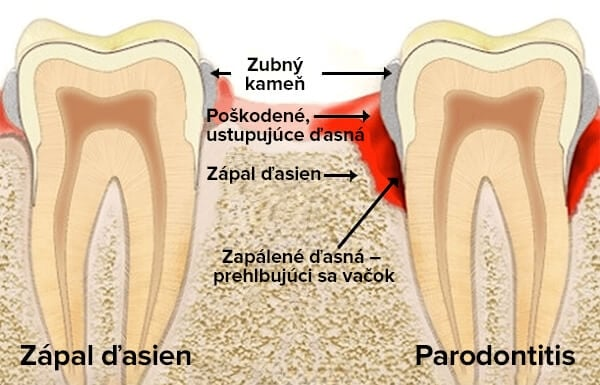 Zubný
kameň
Poškodené,
ustupujúce ďasná
Zápal ďasien
Zapálené ďasná –
prehlbujúci sa vačok
Zápal ďasien
Parodontitis